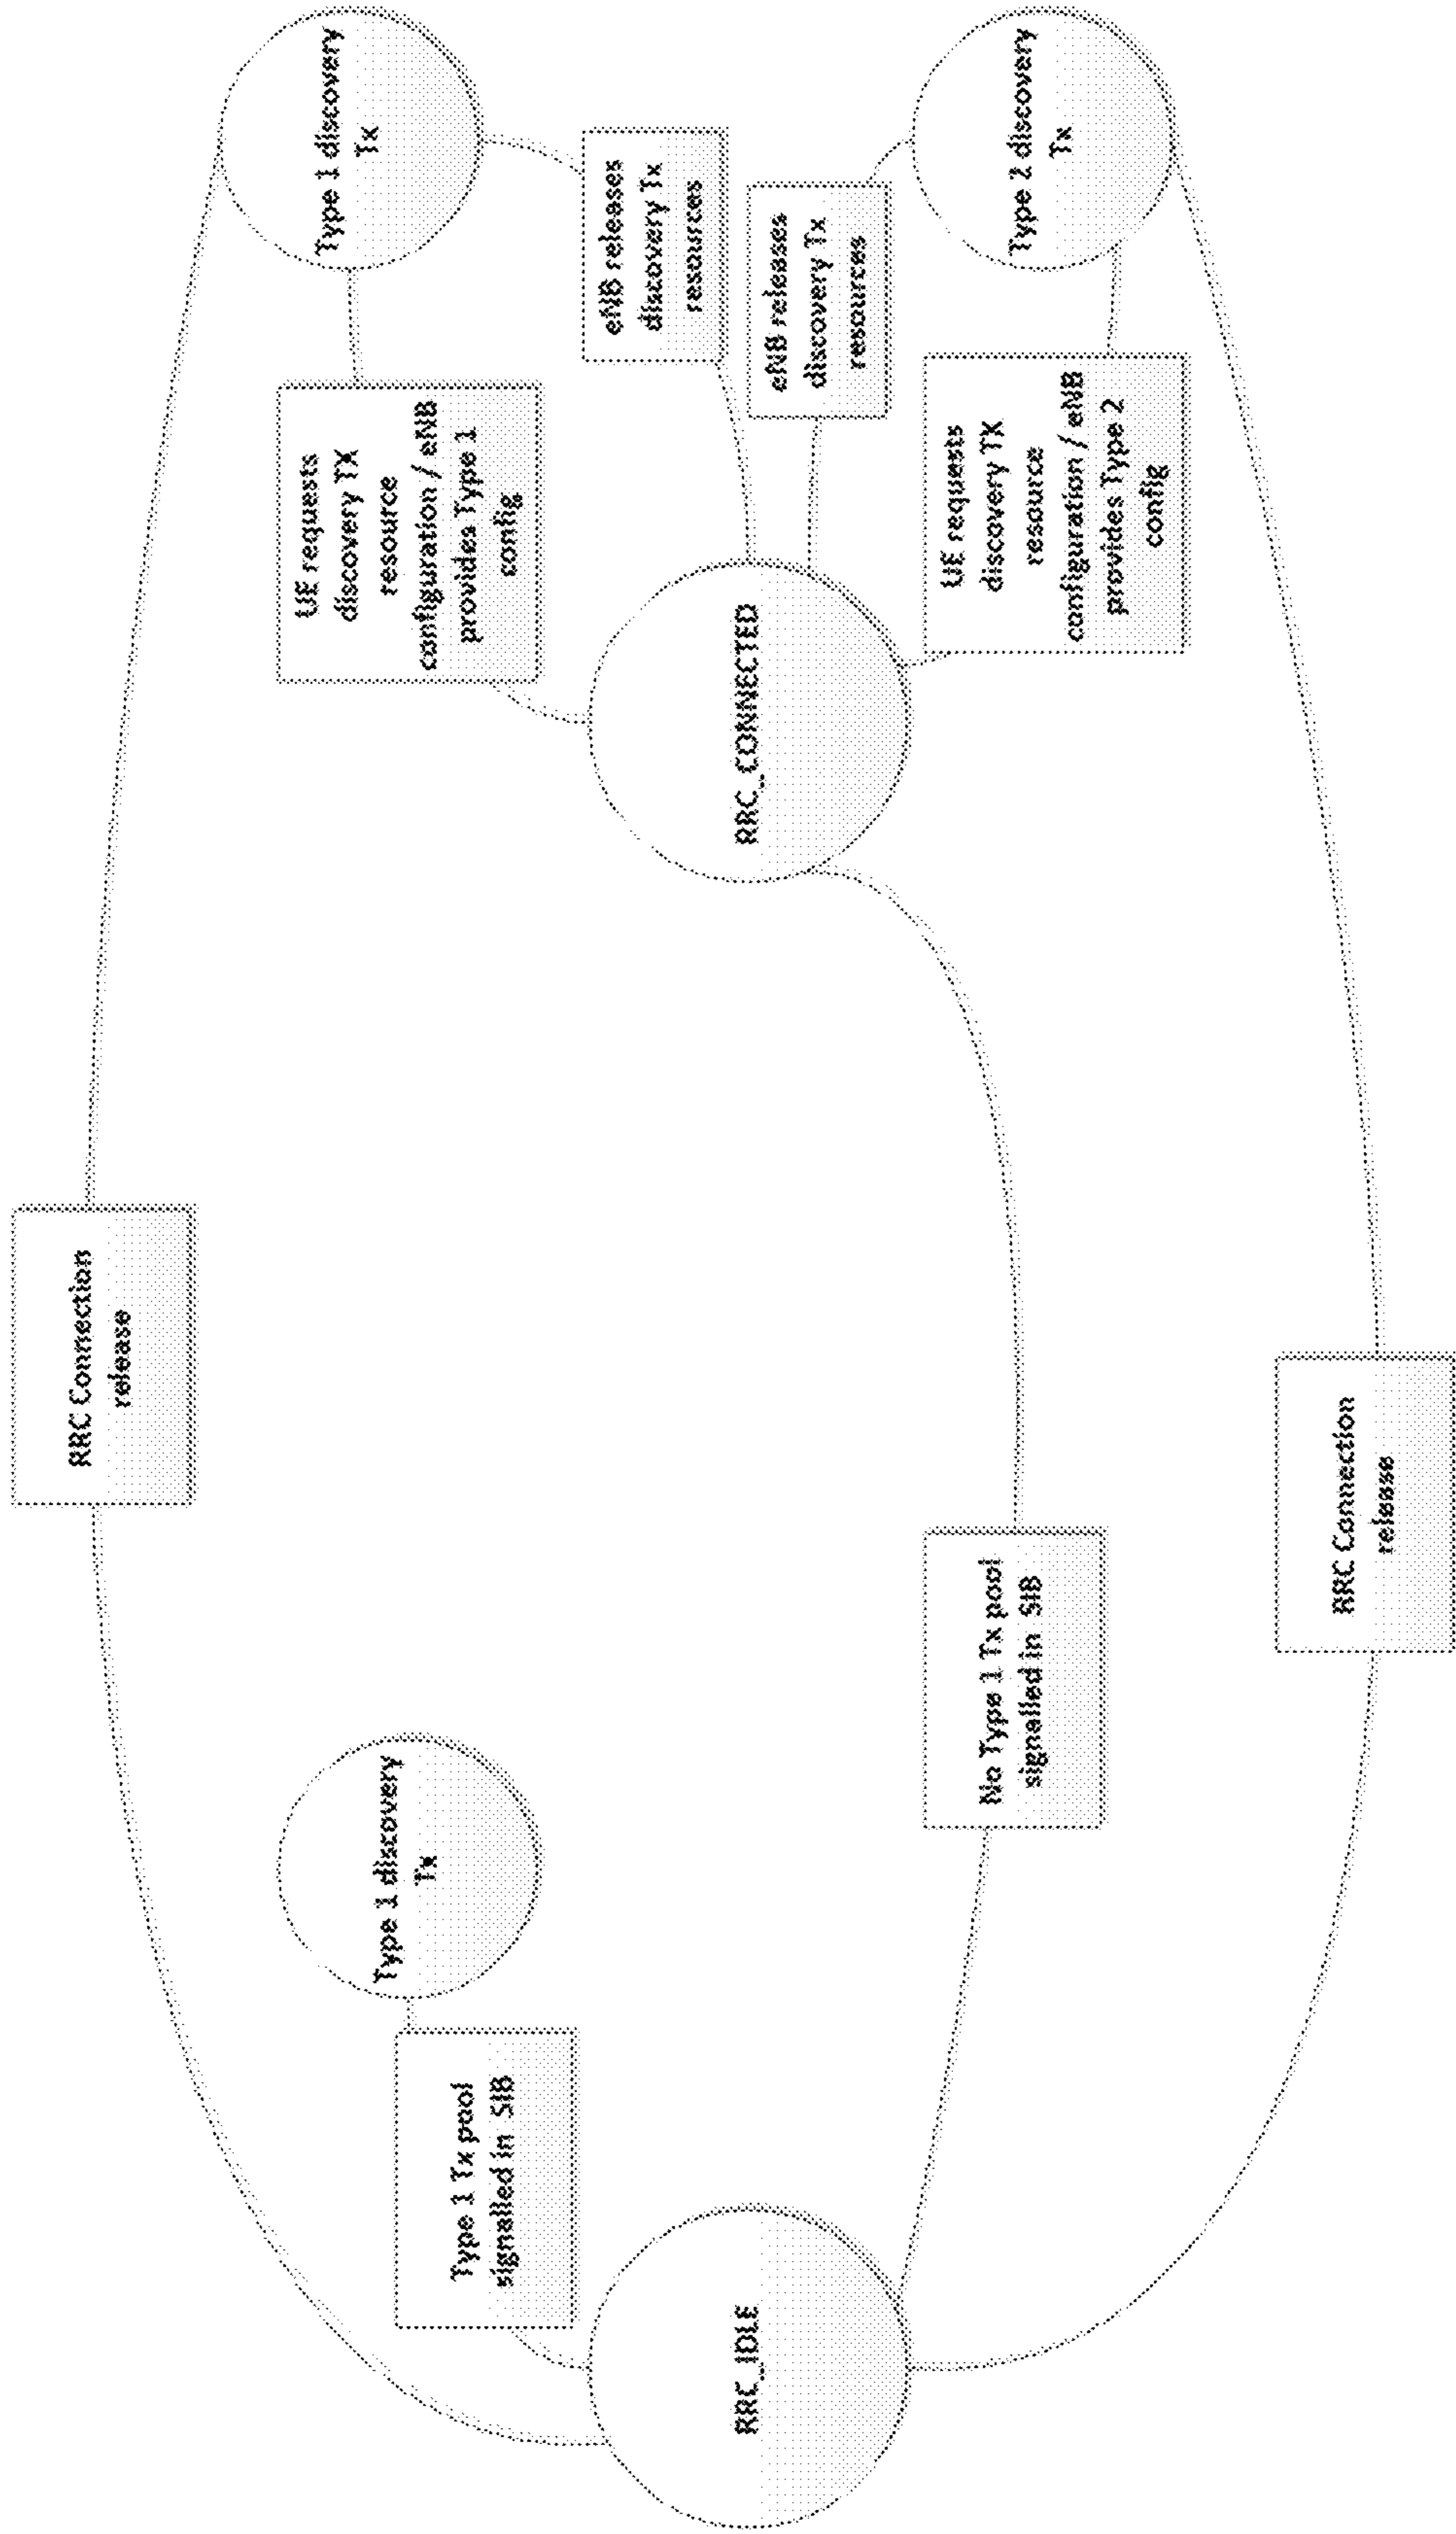 RRC_IDLE
Type 1 Tx pool
signalled in SIB
Type 1 discovery
Tx
RRC Connection
release
No Type 1 Tx pool
signalled in SIB
RRC Connection
release
RRC_CONNECTED
UE requests
discovery TX
resource
configuration / eNB
provides Type 1
config
eNB releases
discovery Tx
resources
eNB releases
discovery Tx
resources
UE requests
discovery TX
resource
configuration / eNB
provides Type 2
config
Type 1 discovery
Tx
Type 2 discovery
Tx